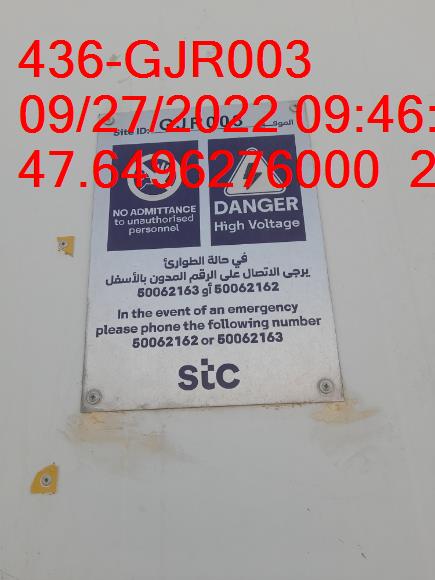 436-GJR003
09/27/2022 09:46:
47.6496276000 2
Site ID: GJR003 الموقع
NO ADMITTANCE
to unauthorised
personnel
DANGER
High Voltage
في حالة الطوارئ
يرجى الاتصال على الرقم المدون بالأسفل
50062162 أو 50062163
In the event of an emergency
please phone the following number
50062162 or 50062163
stc